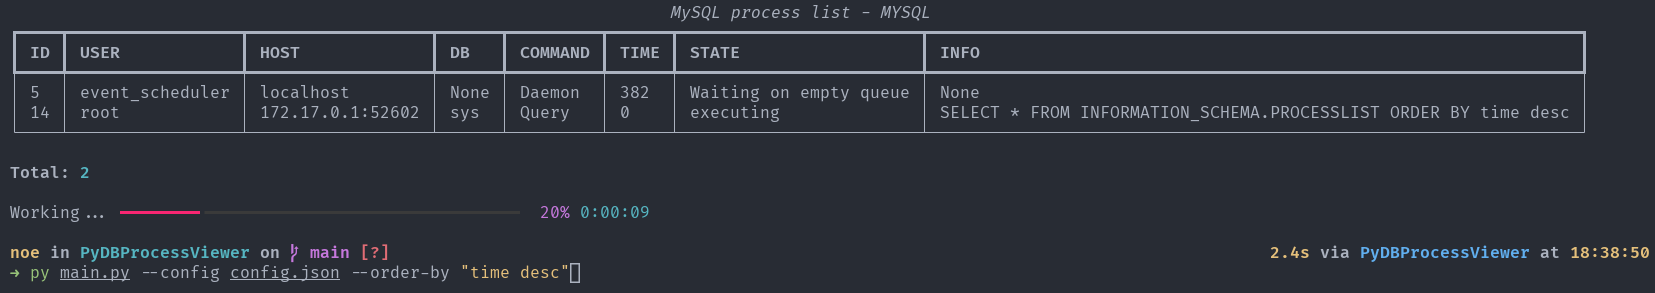 MySQL process list - MYSQL
ID USER HOST DB COMMAND TIME STATE INFO
5 event_scheduler localhost None Daemon 382 Waiting on empty queue None
14 root 172.17.0.1:52602 sys Query 0 executing SELECT * FROM INFORMATION_SCHEMA.PROCESSLIST ORDER BY time desc
Total: 2
Working... 20% 0:00:09
noe in PyDBProcessViewer on main [?] 2.4s via PyDBProcessViewer at 18:38:50
→ py main.py --config config.json --order-by "time desc"